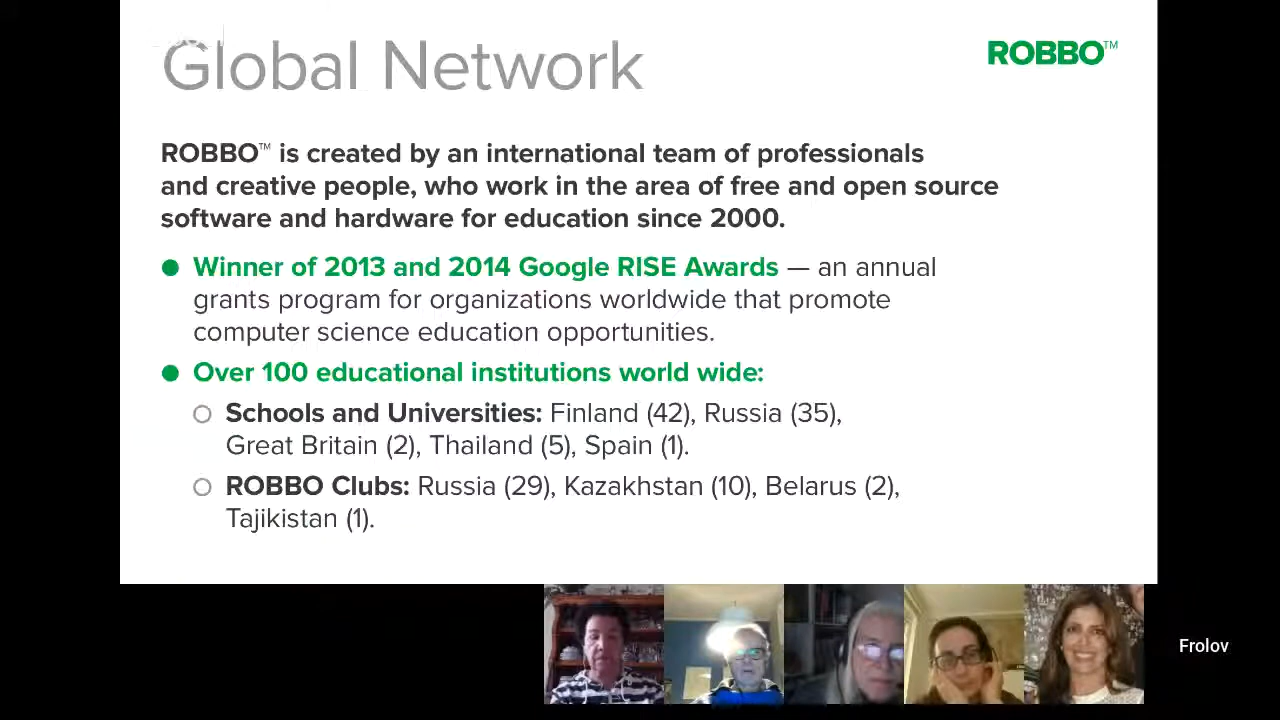 Global Network
ROBBO™
ROBBO™ is created by an international team of professionals
and creative people, who work in the area of free and open source
software and hardware for education since 2000.
Winner of 2013 and 2014 Google RISE Awards — an annual
grants program for organizations worldwide that promote
computer science education opportunities.
Over 100 educational institutions world wide:
Schools and Universities: Finland (42), Russia (35),
Great Britain (2), Thailand (5), Spain (1).
ROBBO Clubs: Russia (29), Kazakhstan (10), Belarus (2),
Tajikistan (1).
Frolov